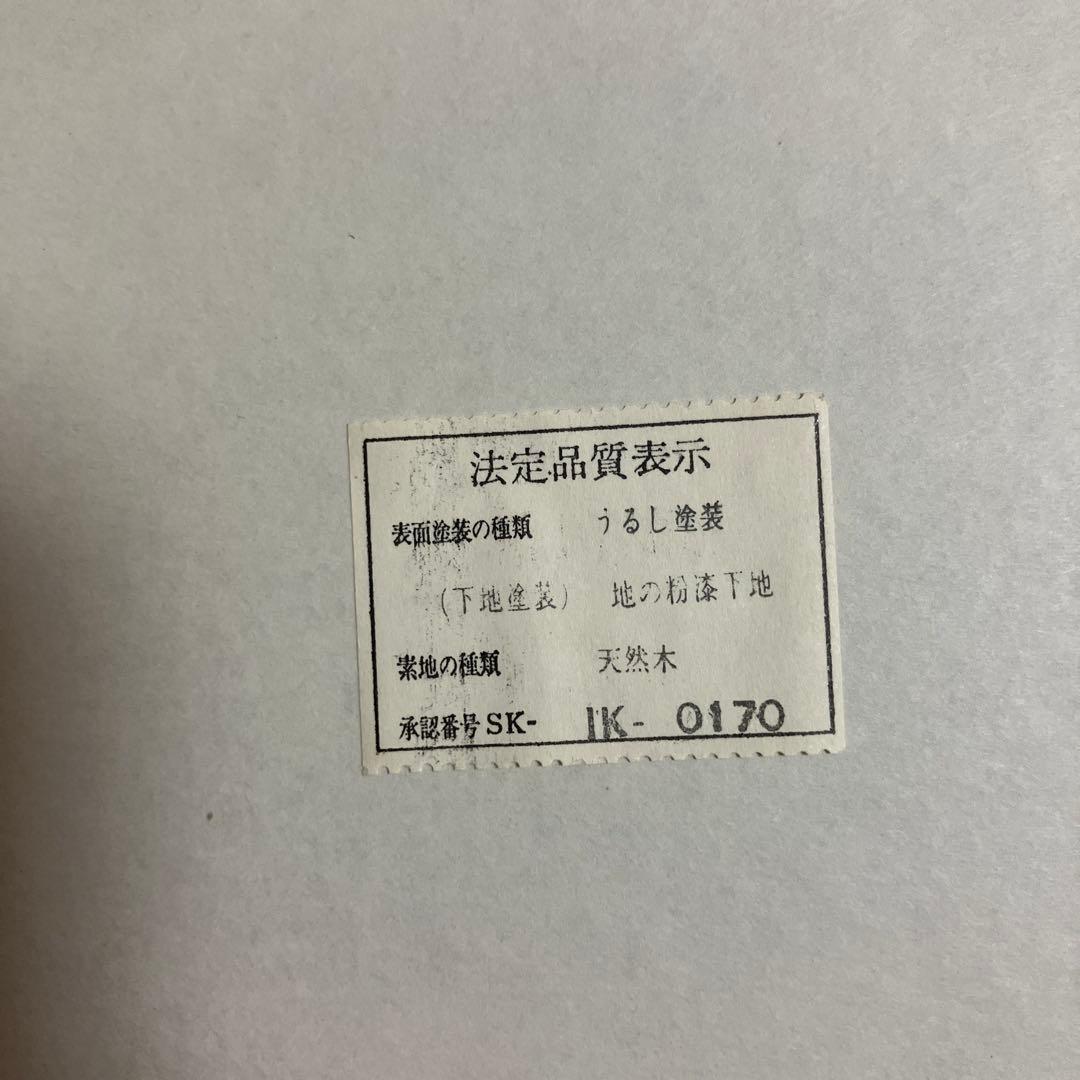 法定品質表示
表面塗装の種類 うるし塗装
(下地塗装) 地の粉漆下地
素地の種類 天然木
承認番号 SK- IK- 0170